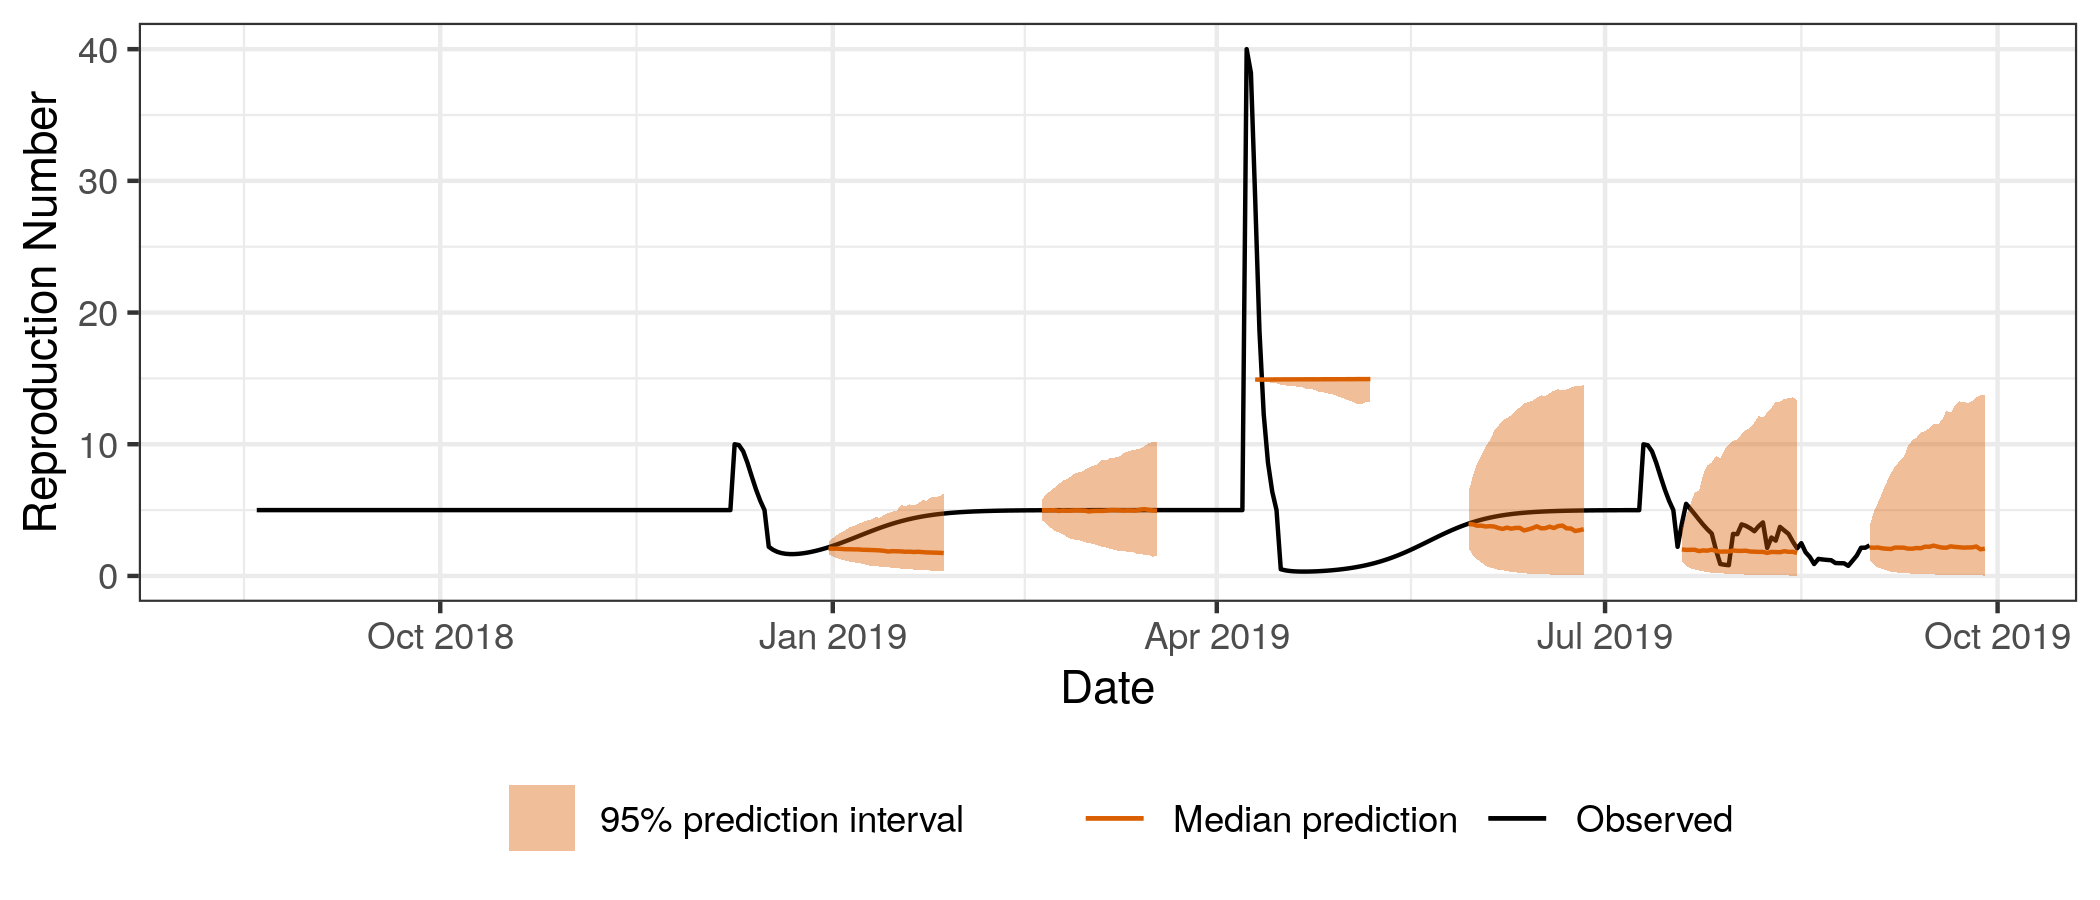 Reproduction Number
40
30
20
10
0
Oct 2018
Jan 2019
Apr 2019
Jul 2019
Oct 2019
Date
95% prediction interval
Median prediction
Observed